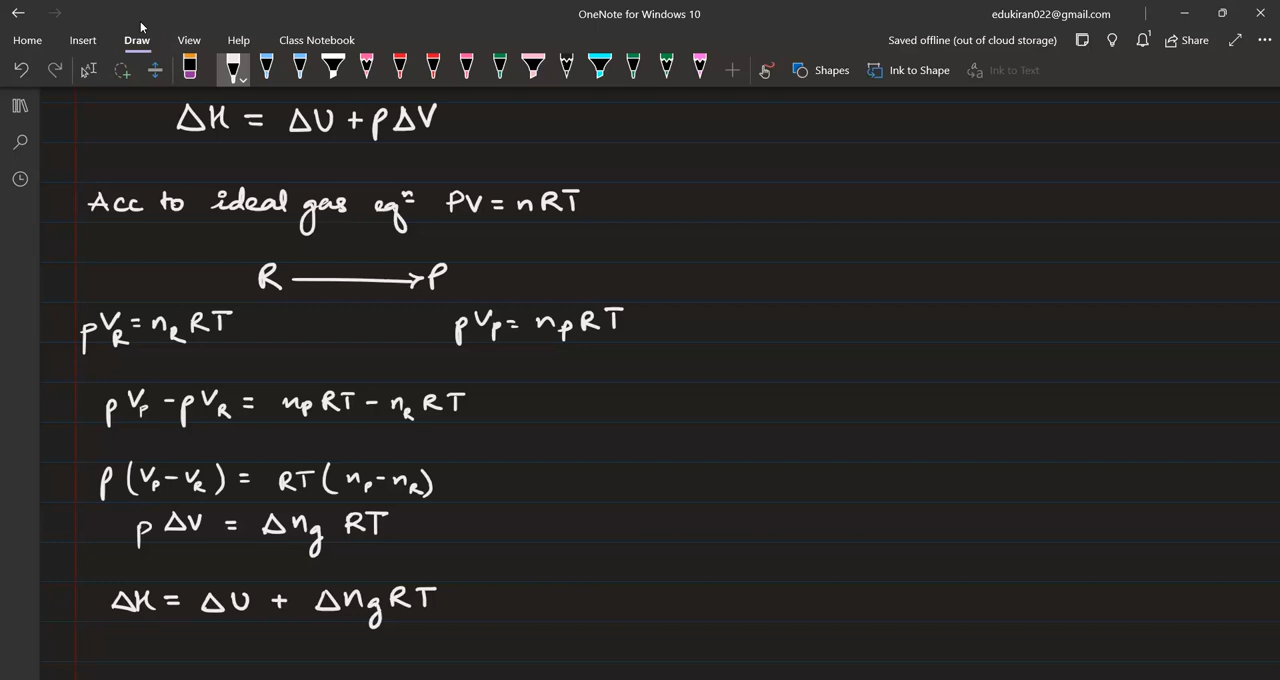 OneNote for Windows 10
edukiran022@gmail.com
Home Insert Draw View Help Class Notebook
Saved offline (out of cloud storage) Share
Shapes Ink to Shape Ink to Text
ΔH = ΔU + pΔV
Acc to ideal gas eqⁿ PV = nRT
R ⟶ P
pV_R = n_R RT pV_P = n_P RT
pV_P - pV_R = n_P RT - n_R RT
p(V_P - V_R) = RT(n_P - n_R)
pΔV = Δn_g RT
ΔH = ΔU + Δn_g RT